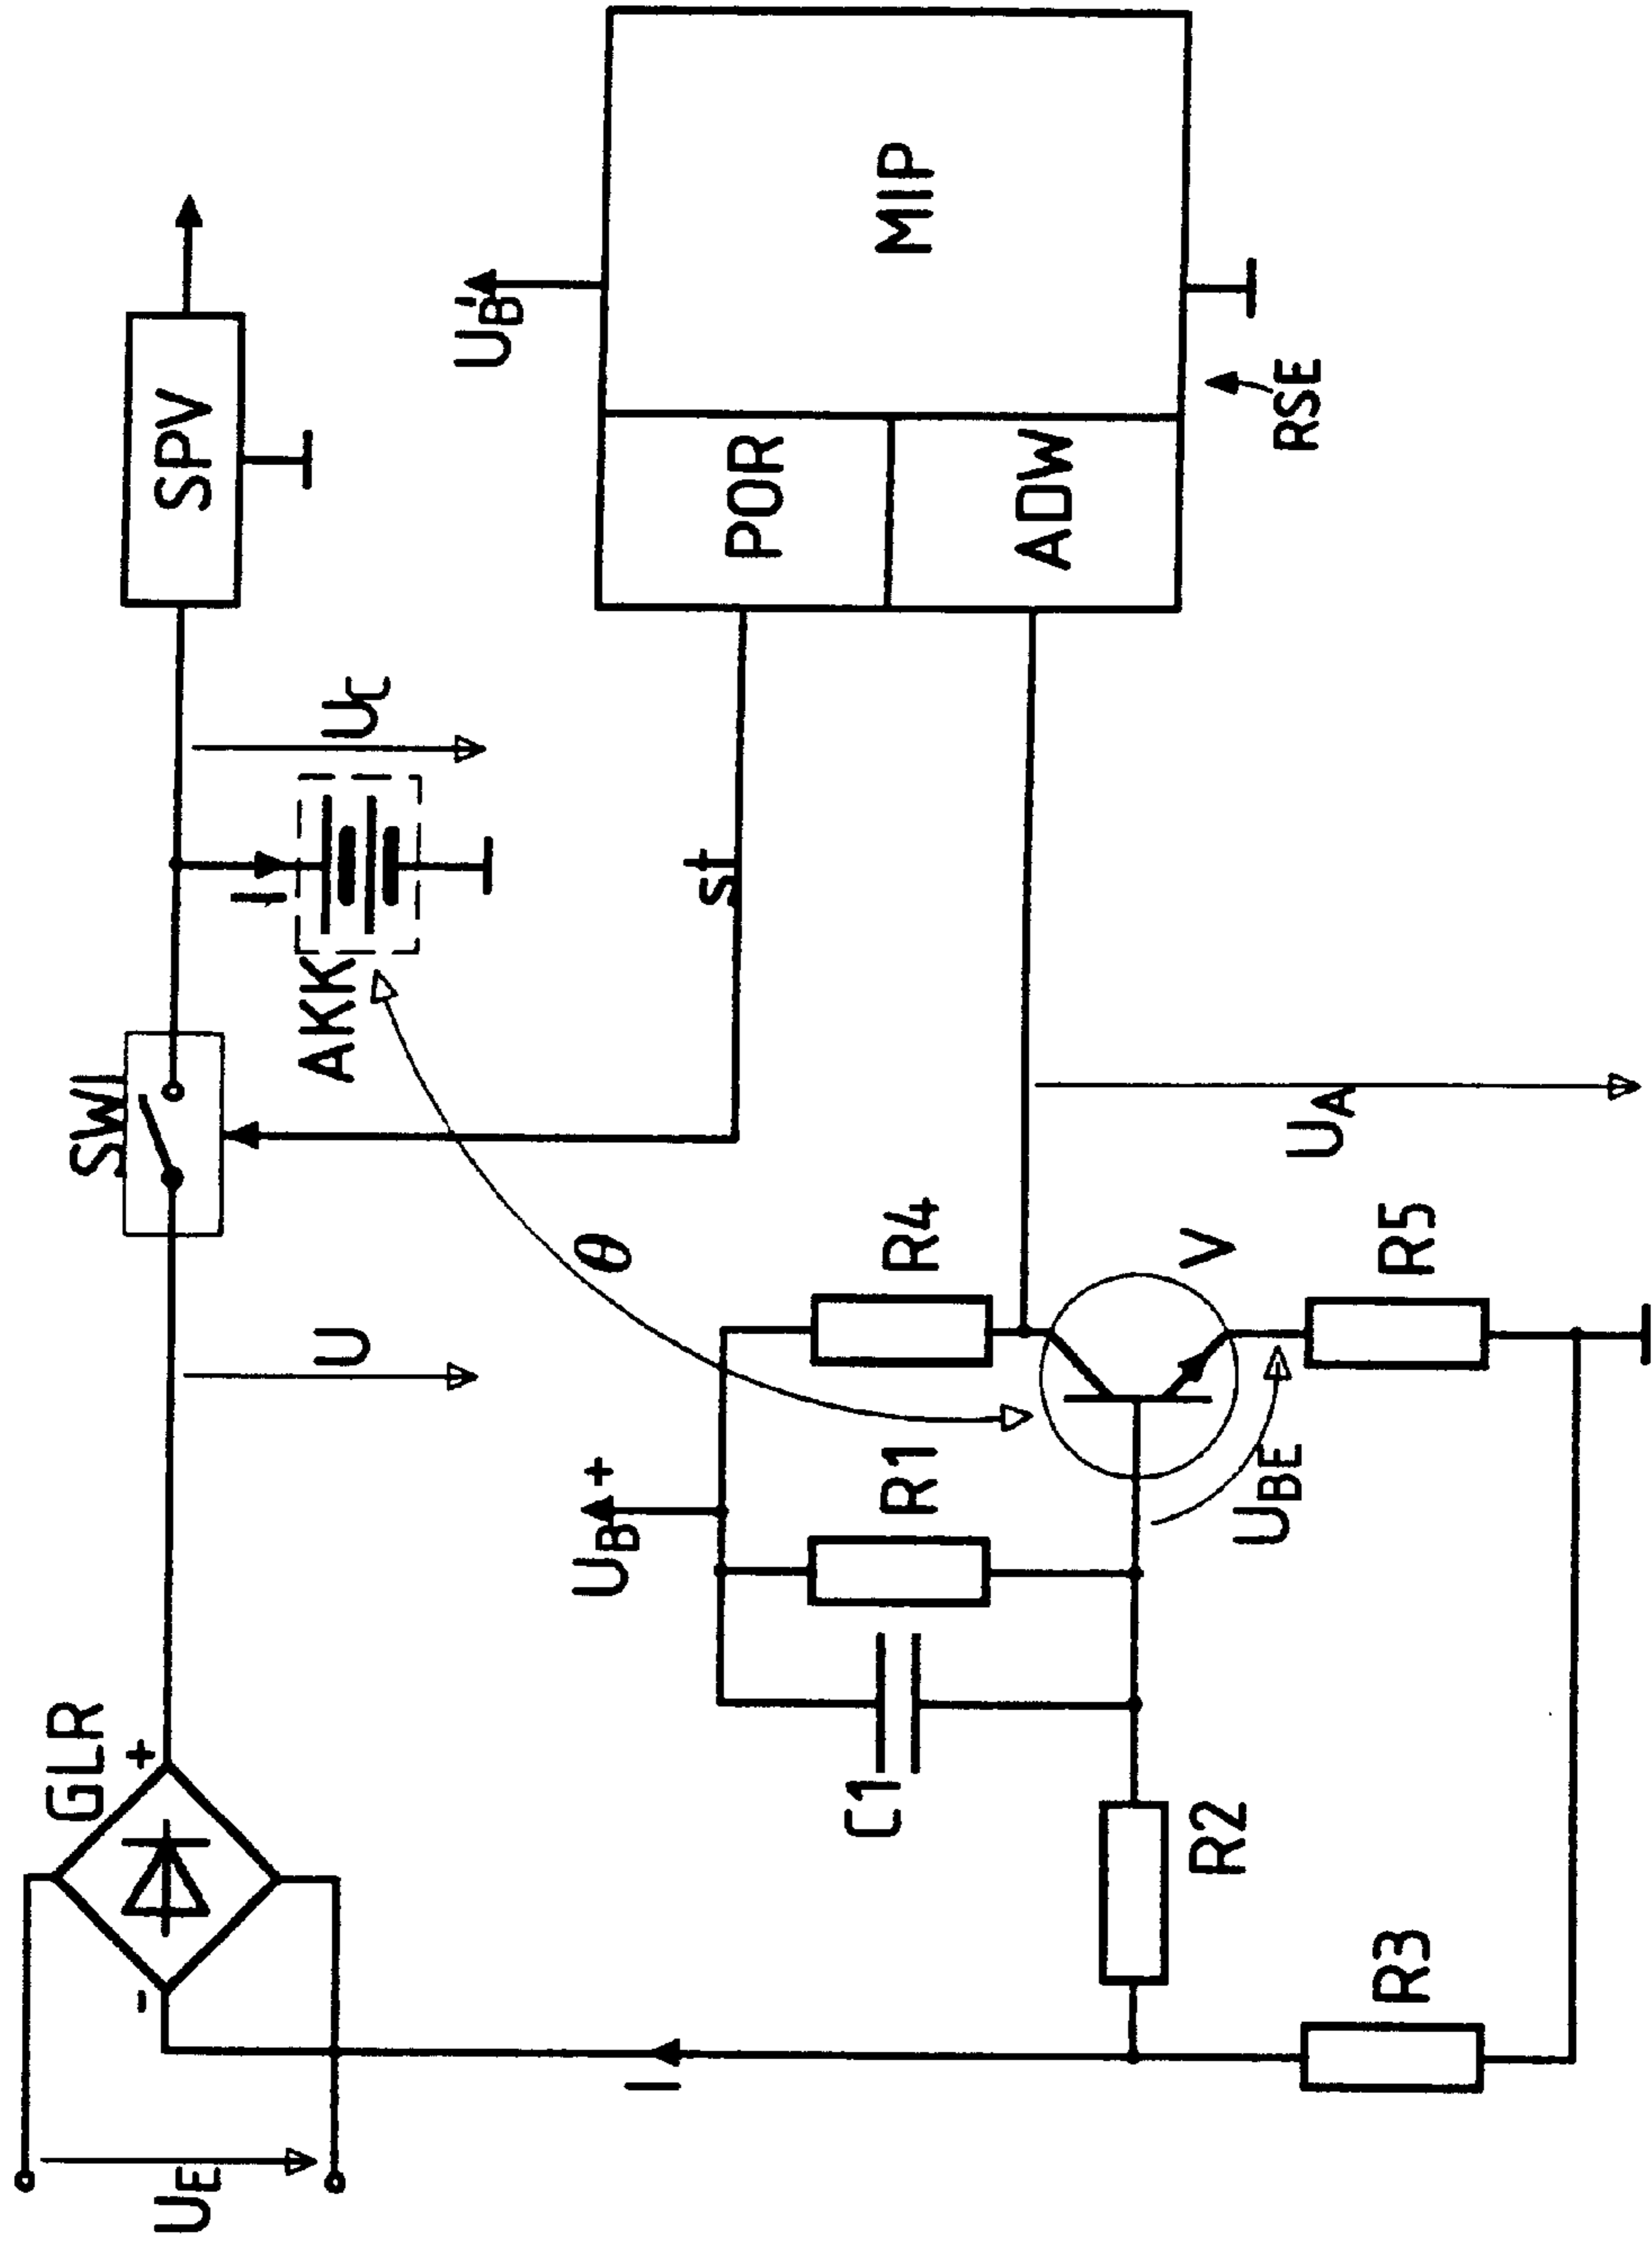 GLR
+
-
UE
U
SWI
SPV
I
AKK
UC
θ
st
UB'
POR
ADW
MIP
RSE
UB +
C1
R1
R4
R2
UBE
V
UA
R3
R5
I